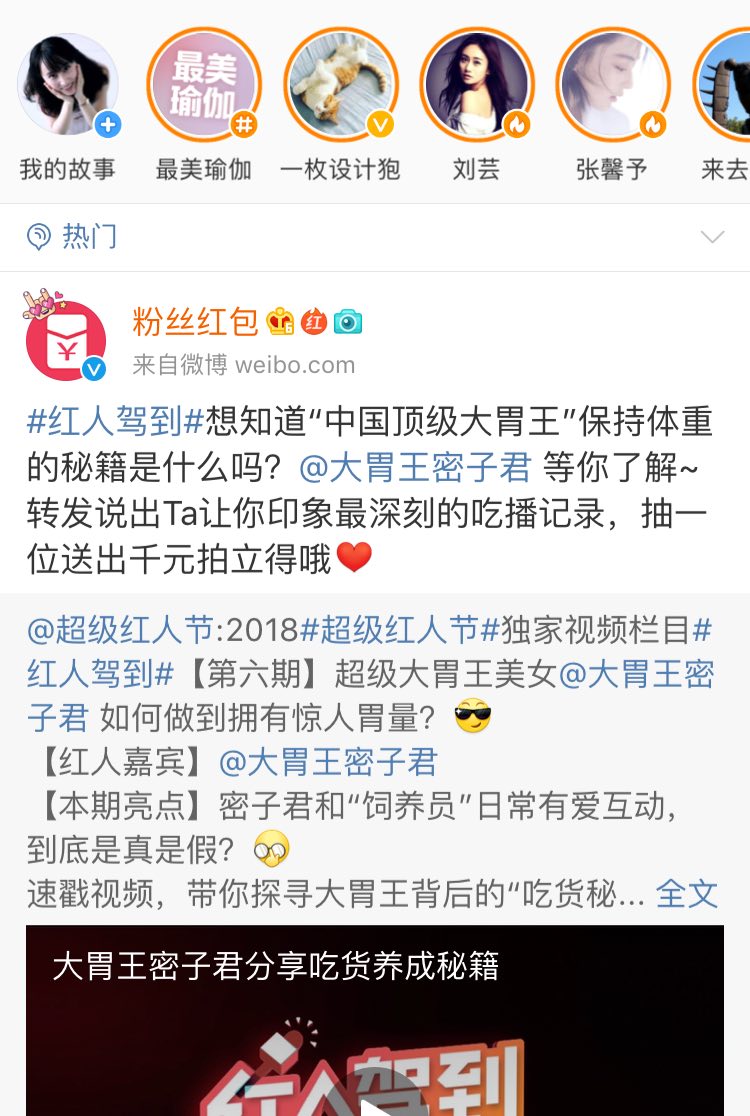 最美
瑜伽
我的故事
最美瑜伽
一枚设计狍
刘芸
张馨予
来去
热门
粉丝红包 6 红
来自微博 weibo.com
#红人驾到#想知道“中国顶级大胃王”保持体重
的秘籍是什么吗？@大胃王密子君 等你了解~
转发说出Ta让你印象最深刻的吃播记录，抽一
位送出千元拍立得哦
@超级红人节:2018#超级红人节#独家视频栏目#
红人驾到#【第六期】超级大胃王美女@大胃王密
子君 如何做到拥有惊人胃量？
【红人嘉宾】@大胃王密子君
【本期亮点】密子君和“饲养员”日常有爱互动，
到底是真是假？
速戳视频，带你探寻大胃王背后的“吃货秘... 全文
大胃王密子君分享吃货养成秘籍
红人驾到